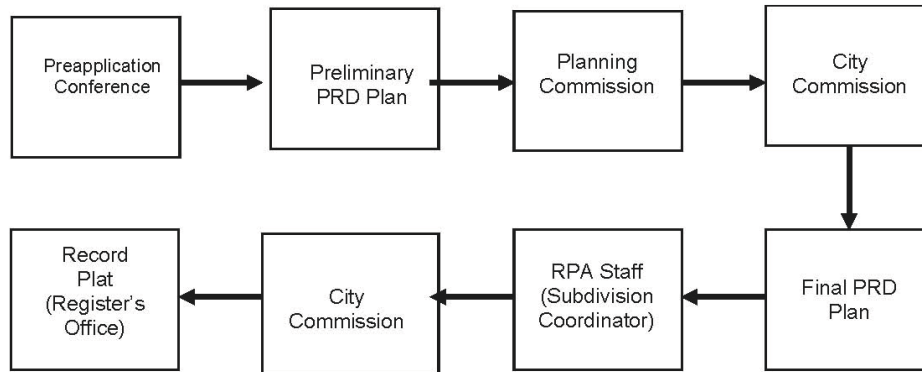 Preapplication
Conference
Preliminary
PRD Plan
Planning
Commission
City
Commission
Record
Plat
(Register's
Office)
City
Commission
RPA Staff
(Subdivision
Coordinator)
Final PRD
Plan